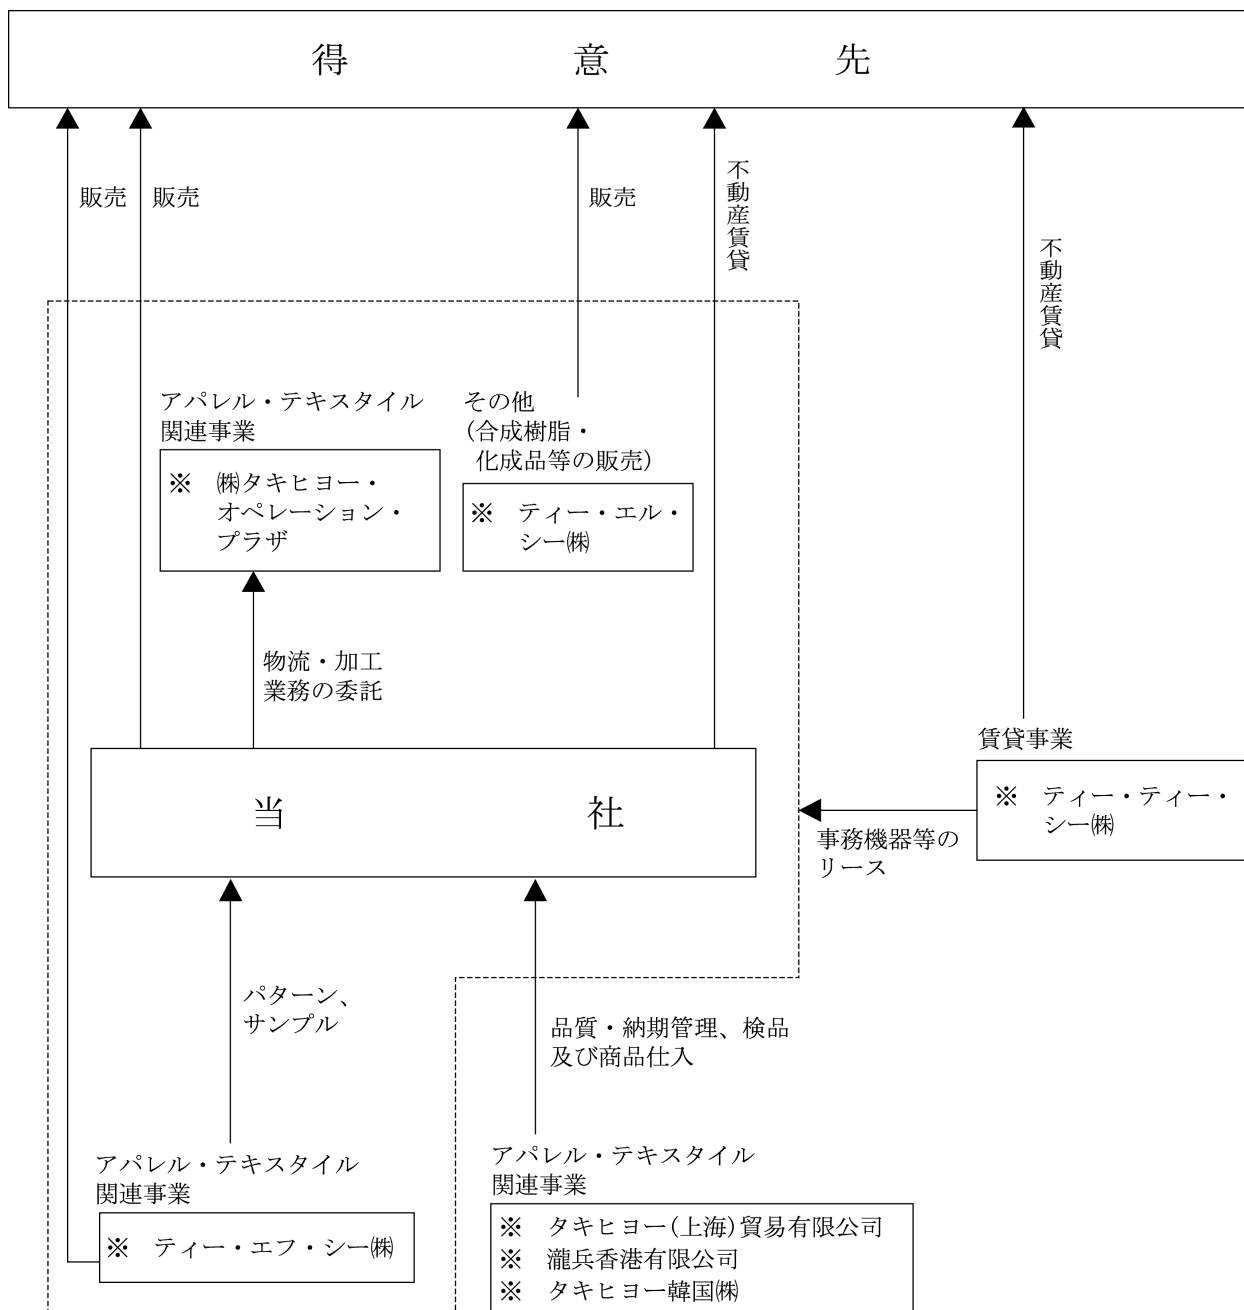 得意先
販売
販売
販売
不動産賃貸
不動産賃貸
アパレル・テキスタイル
関連事業
※ ㈱タキヒヨー・
オペレーション・
プラザ
その他
(合成樹脂・
化成品等の販売)
※ ティー・エル・
シー㈱
物流・加工
業務の委託
賃貸事業
※ ティー・ティー・
シー㈱
当社
事務機器等の
リース
パターン、
サンプル
品質・納期管理、検品
及び商品仕入
アパレル・テキスタイル
関連事業
※ ティー・エフ・シー㈱
アパレル・テキスタイル
関連事業
※ タキヒヨー(上海)貿易有限公司
※ 瀧兵香港有限公司
※ タキヒヨー韓国㈱